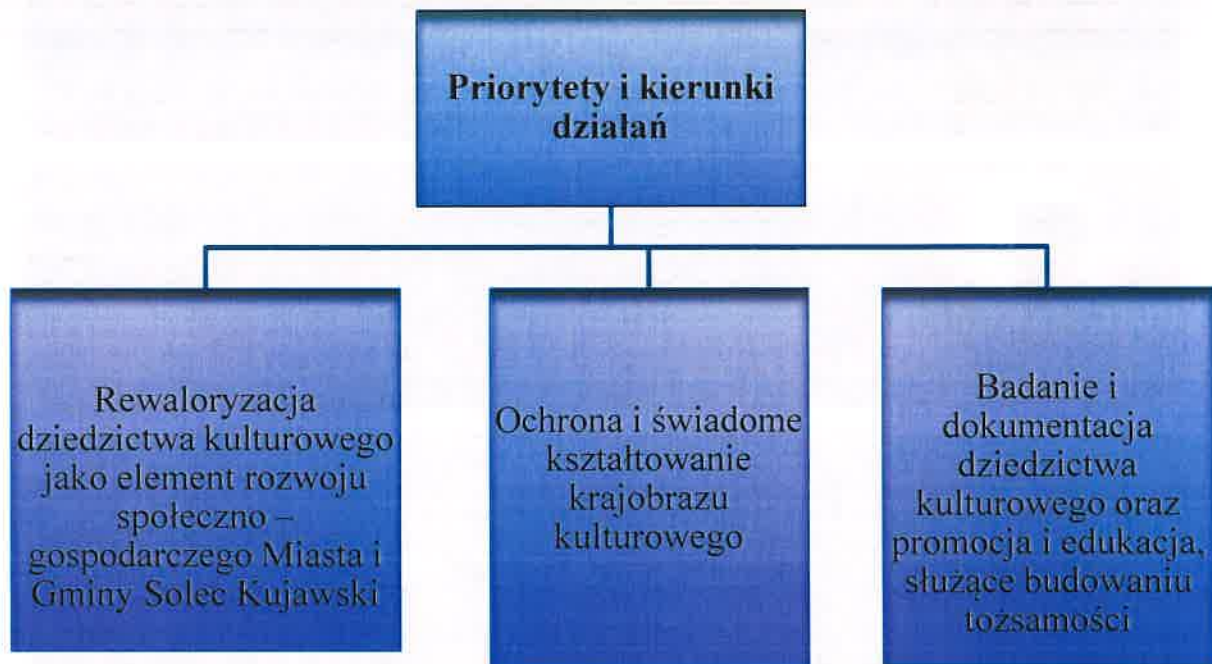 Priorytety i kierunki
działań
Rewaloryzacja
dziedzictwa kulturowego
jako element rozwoju
społeczno –
gospodarczego Miasta i
Gminy Solec Kujawski
Ochrona i świadome
kształtowanie
krajobrazu
kulturowego
Badanie i
dokumentacja
dziedzictwa
kulturowego oraz
promocja i edukacja,
służące budowaniu
tożsamości